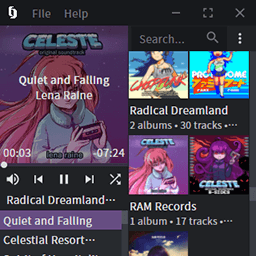 File Help
CELESTE
original soundtrack
Quiet and Falling
Lena Raine
00:03
-07:24
lena raine
Radical Dreamland···
Quiet and Falling
Celestial Resort···
Search...
Radical Dreamland
2 albums • 30 tracks •···
CELESTE
RAM Records
1 album • 17 tracks •···